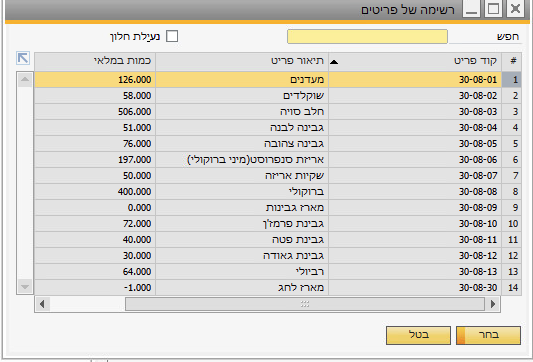 רשימה של פריטים
חפש נעילת חלון
# קוד פריט תיאור פריט כמות במלאי
1 30-08-01 מעדנים 126.000
2 30-08-02 שוקלדים 58.000
3 30-08-03 חלב סויה 506.000
4 30-08-04 גבינה לבנה 51.000
5 30-08-05 גבינה צהובה 76.000
6 30-08-06 אריזת סנפרוסט(מיני ברוקולי) 197.000
7 30-08-07 שקיות אריזה 50.000
8 30-08-08 ברוקולי 400.000
9 30-08-09 מארז גבינות 0.000
10 30-08-10 גבינת פרמז'ן 72.000
11 30-08-11 גבינת פטה 40.000
12 30-08-12 גבינת גאודה 30.000
13 30-08-13 רביולי 64.000
14 30-08-30 מארז לחג -1.000
בחר בטל